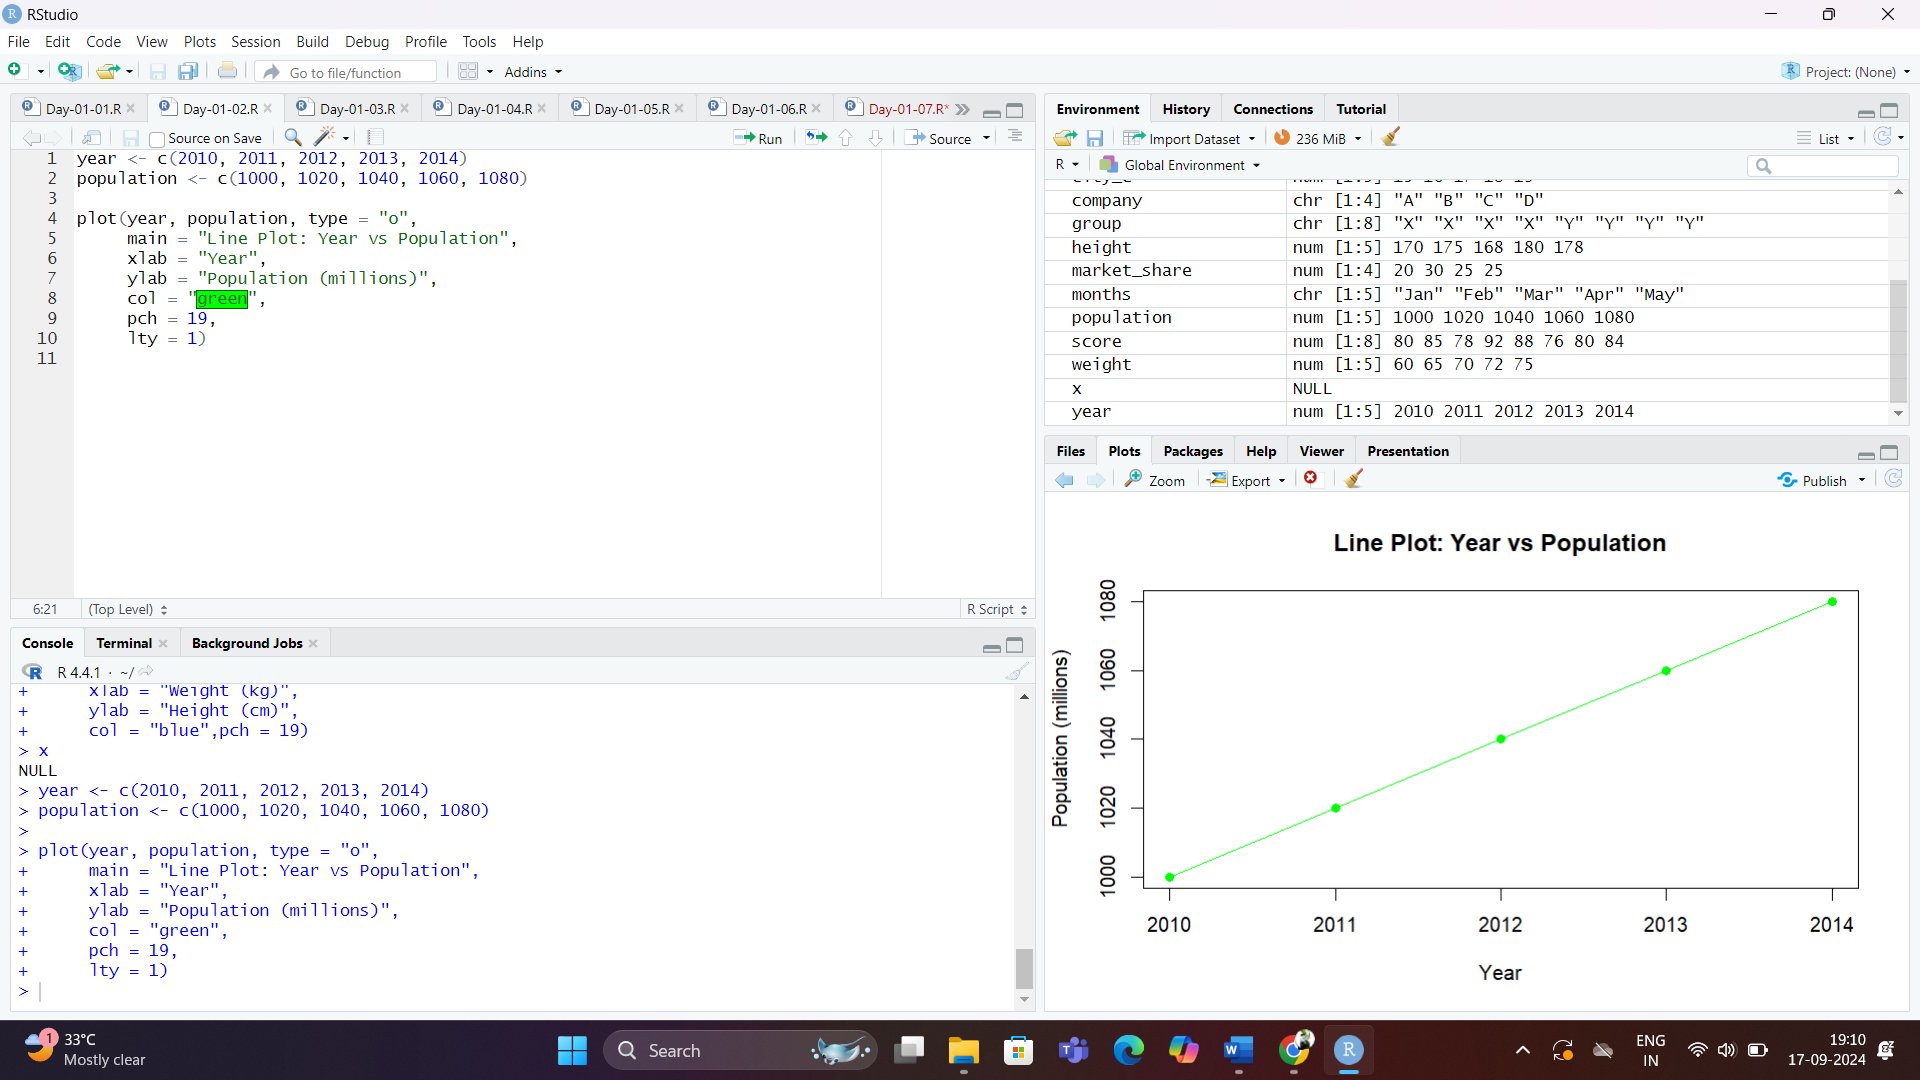 RStudio
File Edit Code View Plots Session Build Debug Profile Tools Help
Go to file/function Addins Project: (None)
Day-01-01.R Day-01-02.R Day-01-03.R Day-01-04.R Day-01-05.R Day-01-06.R Day-01-07.R*
Source on Save Run Source
1 year <- c(2010, 2011, 2012, 2013, 2014)
2 population <- c(1000, 1020, 1040, 1060, 1080)
3
4 plot(year, population, type = "o",
5 main = "Line Plot: Year vs Population",
6 xlab = "Year",
7 ylab = "Population (millions)",
8 col = "green",
9 pch = 19,
10 lty = 1)
11
6:21 (Top Level) R Script
Console Terminal Background Jobs
R 4.4.1 · ~/
+ xlab = "Weight (kg)",
+ ylab = "Height (cm)",
+ col = "blue",pch = 19)
> x
NULL
> year <- c(2010, 2011, 2012, 2013, 2014)
> population <- c(1000, 1020, 1040, 1060, 1080)
>
> plot(year, population, type = "o",
+ main = "Line Plot: Year vs Population",
+ xlab = "Year",
+ ylab = "Population (millions)",
+ col = "green",
+ pch = 19,
+ lty = 1)
>
Environment History Connections Tutorial
Import Dataset 236 MiB List
R Global Environment
company chr [1:4] "A" "B" "C" "D"
group chr [1:8] "X" "X" "X" "X" "Y" "Y" "Y" "Y"
height num [1:5] 170 175 168 180 178
market_share num [1:4] 20 30 25 25
months chr [1:5] "Jan" "Feb" "Mar" "Apr" "May"
population num [1:5] 1000 1020 1040 1060 1080
score num [1:8] 80 85 78 92 88 76 80 84
weight num [1:5] 60 65 70 72 75
x NULL
year num [1:5] 2010 2011 2012 2013 2014
Files Plots Packages Help Viewer Presentation
Zoom Export Publish
Line Plot: Year vs Population
Population (millions)
1080
1060
1040
1020
1000
2010 2011 2012 2013 2014
Year
1
33°C
Mostly clear
Search
ENG
IN
19:10
17-09-2024